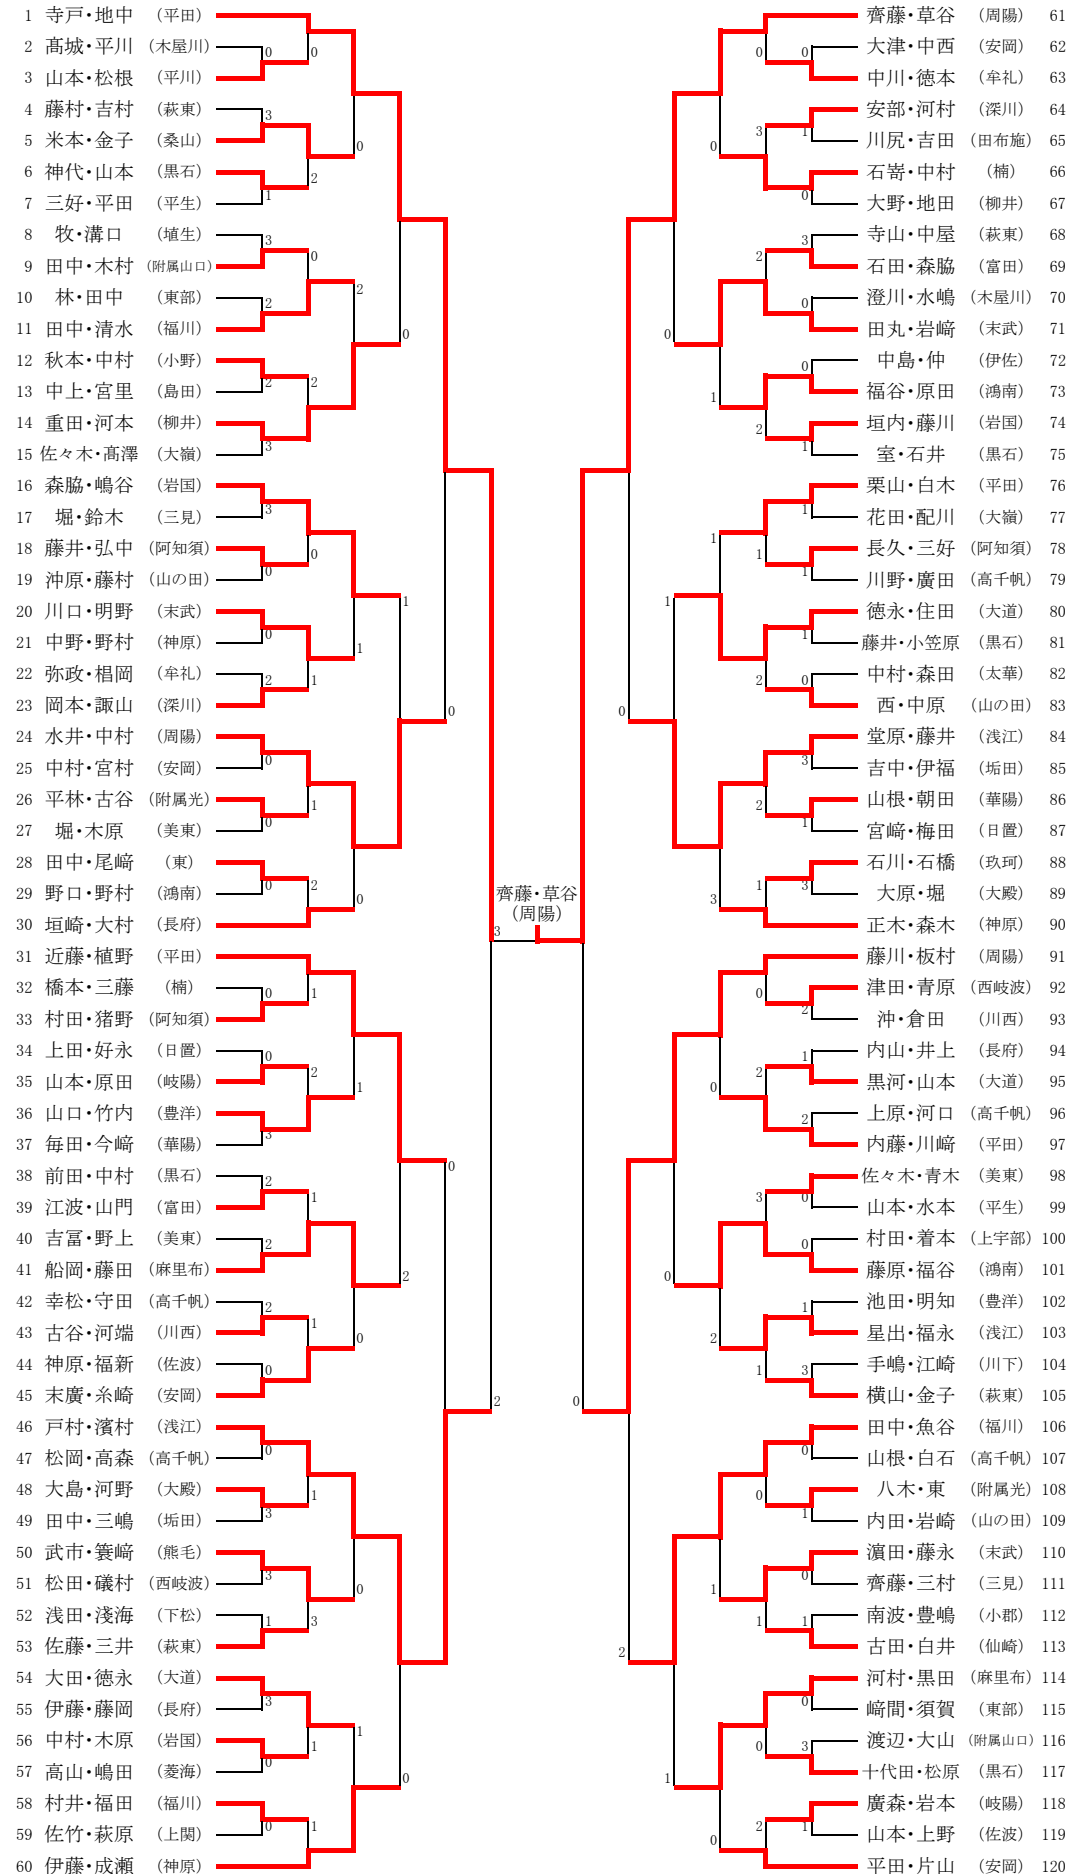 1 寺戸・地中 （平田）
2 髙城・平川 （木屋川）
3 山本・松根 （平川）
4 藤村・吉村 （萩東）
5 米本・金子 （桑山）
6 神代・山本 （黒石）
7 三好・平田 （平生）
8 牧・溝口 （埴生）
9 田中・木村 （附属山口）
10 林・田中 （東部）
11 田中・清水 （福川）
12 秋本・中村 （小野）
13 中上・宮里 （島田）
14 重田・河本 （柳井）
15 佐々木・髙澤 （大嶺）
16 森脇・嶋谷 （岩国）
17 堀・鈴木 （三見）
18 藤井・弘中 （阿知須）
19 沖原・藤村 （山の田）
20 川口・明野 （末武）
21 中野・野村 （神原）
22 弥政・椙岡 （牟礼）
23 岡本・諏山 （深川）
24 水井・中村 （周陽）
25 中村・宮村 （安岡）
26 平林・古谷 （附属光）
27 堀・木原 （美東）
28 田中・尾﨑 （東）
29 野口・野村 （鴻南）
30 垣崎・大村 （長府）
31 近藤・植野 （平田）
32 橋本・三藤 （楠）
33 村田・猪野 （阿知須）
34 上田・好永 （日置）
35 山本・原田 （岐陽）
36 山口・竹内 （豊洋）
37 毎田・今﨑 （華陽）
38 前田・中村 （黒石）
39 江波・山門 （富田）
40 吉冨・野上 （美東）
41 船岡・藤田 （麻里布）
42 幸松・守田 （高千帆）
43 古谷・河端 （川西）
44 神原・福新 （佐波）
45 末廣・糸崎 （安岡）
46 戸村・濱村 （浅江）
47 松岡・高森 （高千帆）
48 大島・河野 （大殿）
49 田中・三嶋 （垢田）
50 武市・簑﨑 （熊毛）
51 松田・礒村 （西岐波）
52 浅田・淺海 （下松）
53 佐藤・三井 （萩東）
54 大田・徳永 （大道）
55 伊藤・藤岡 （長府）
56 中村・木原 （岩国）
57 高山・嶋田 （菱海）
58 村井・福田 （福川）
59 佐竹・萩原 （上関）
60 伊藤・成瀬 （神原）
齊藤・草谷
（周陽）
齊藤・草谷 （周陽） 61
大津・中西 （安岡） 62
中川・徳本 （牟礼） 63
安部・河村 （深川） 64
川尻・吉田 （田布施） 65
石嵜・中村 （楠） 66
大野・地田 （柳井） 67
寺山・中屋 （萩東） 68
石田・森脇 （富田） 69
澄川・水嶋 （木屋川） 70
田丸・岩﨑 （末武） 71
中島・仲 （伊佐） 72
福谷・原田 （鴻南） 73
垣内・藤川 （岩国） 74
室・石井 （黒石） 75
栗山・白木 （平田） 76
花田・配川 （大嶺） 77
長久・三好 （阿知須） 78
川野・廣田 （高千帆） 79
徳永・住田 （大道） 80
藤井・小笠原 （黒石） 81
中村・森田 （太華） 82
西・中原 （山の田） 83
堂原・藤井 （浅江） 84
吉中・伊福 （垢田） 85
山根・朝田 （華陽） 86
宮﨑・梅田 （日置） 87
石川・石橋 （玖珂） 88
大原・堀 （大殿） 89
正木・森木 （神原） 90
藤川・板村 （周陽） 91
津田・青原 （西岐波） 92
沖・倉田 （川西） 93
内山・井上 （長府） 94
黒河・山本 （大道） 95
上原・河口 （高千帆） 96
内藤・川﨑 （平田） 97
佐々木・青木 （美東） 98
山本・水本 （平生） 99
村田・着本 （上宇部） 100
藤原・福谷 （鴻南） 101
池田・明知 （豊洋） 102
星出・福永 （浅江） 103
手嶋・江崎 （川下） 104
横山・金子 （萩東） 105
田中・魚谷 （福川） 106
山根・白石 （高千帆） 107
八木・東 （附属光） 108
内田・岩崎 （山の田） 109
濵田・藤永 （末武） 110
齊藤・三村 （三見） 111
南波・豊嶋 （小郡） 112
古田・白井 （仙崎） 113
河村・黒田 （麻里布） 114
﨑間・須賀 （東部） 115
渡辺・大山 （附属山口） 116
十代田・松原 （黒石） 117
廣森・岩本 （岐陽） 118
山本・上野 （佐波） 119
平田・片山 （安岡） 120